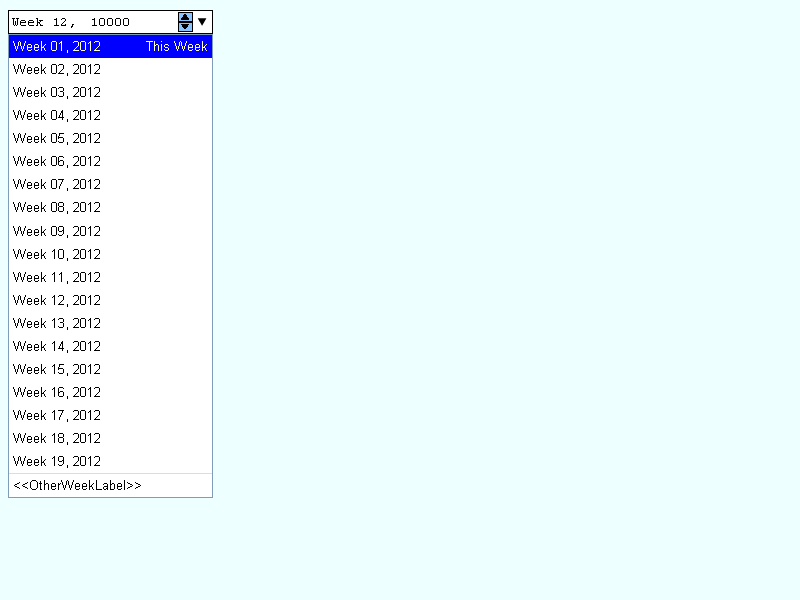 Week 12, 10000
Week 01, 2012 This Week
Week 02, 2012
Week 03, 2012
Week 04, 2012
Week 05, 2012
Week 06, 2012
Week 07, 2012
Week 08, 2012
Week 09, 2012
Week 10, 2012
Week 11, 2012
Week 12, 2012
Week 13, 2012
Week 14, 2012
Week 15, 2012
Week 16, 2012
Week 17, 2012
Week 18, 2012
Week 19, 2012
<<OtherWeekLabel>>